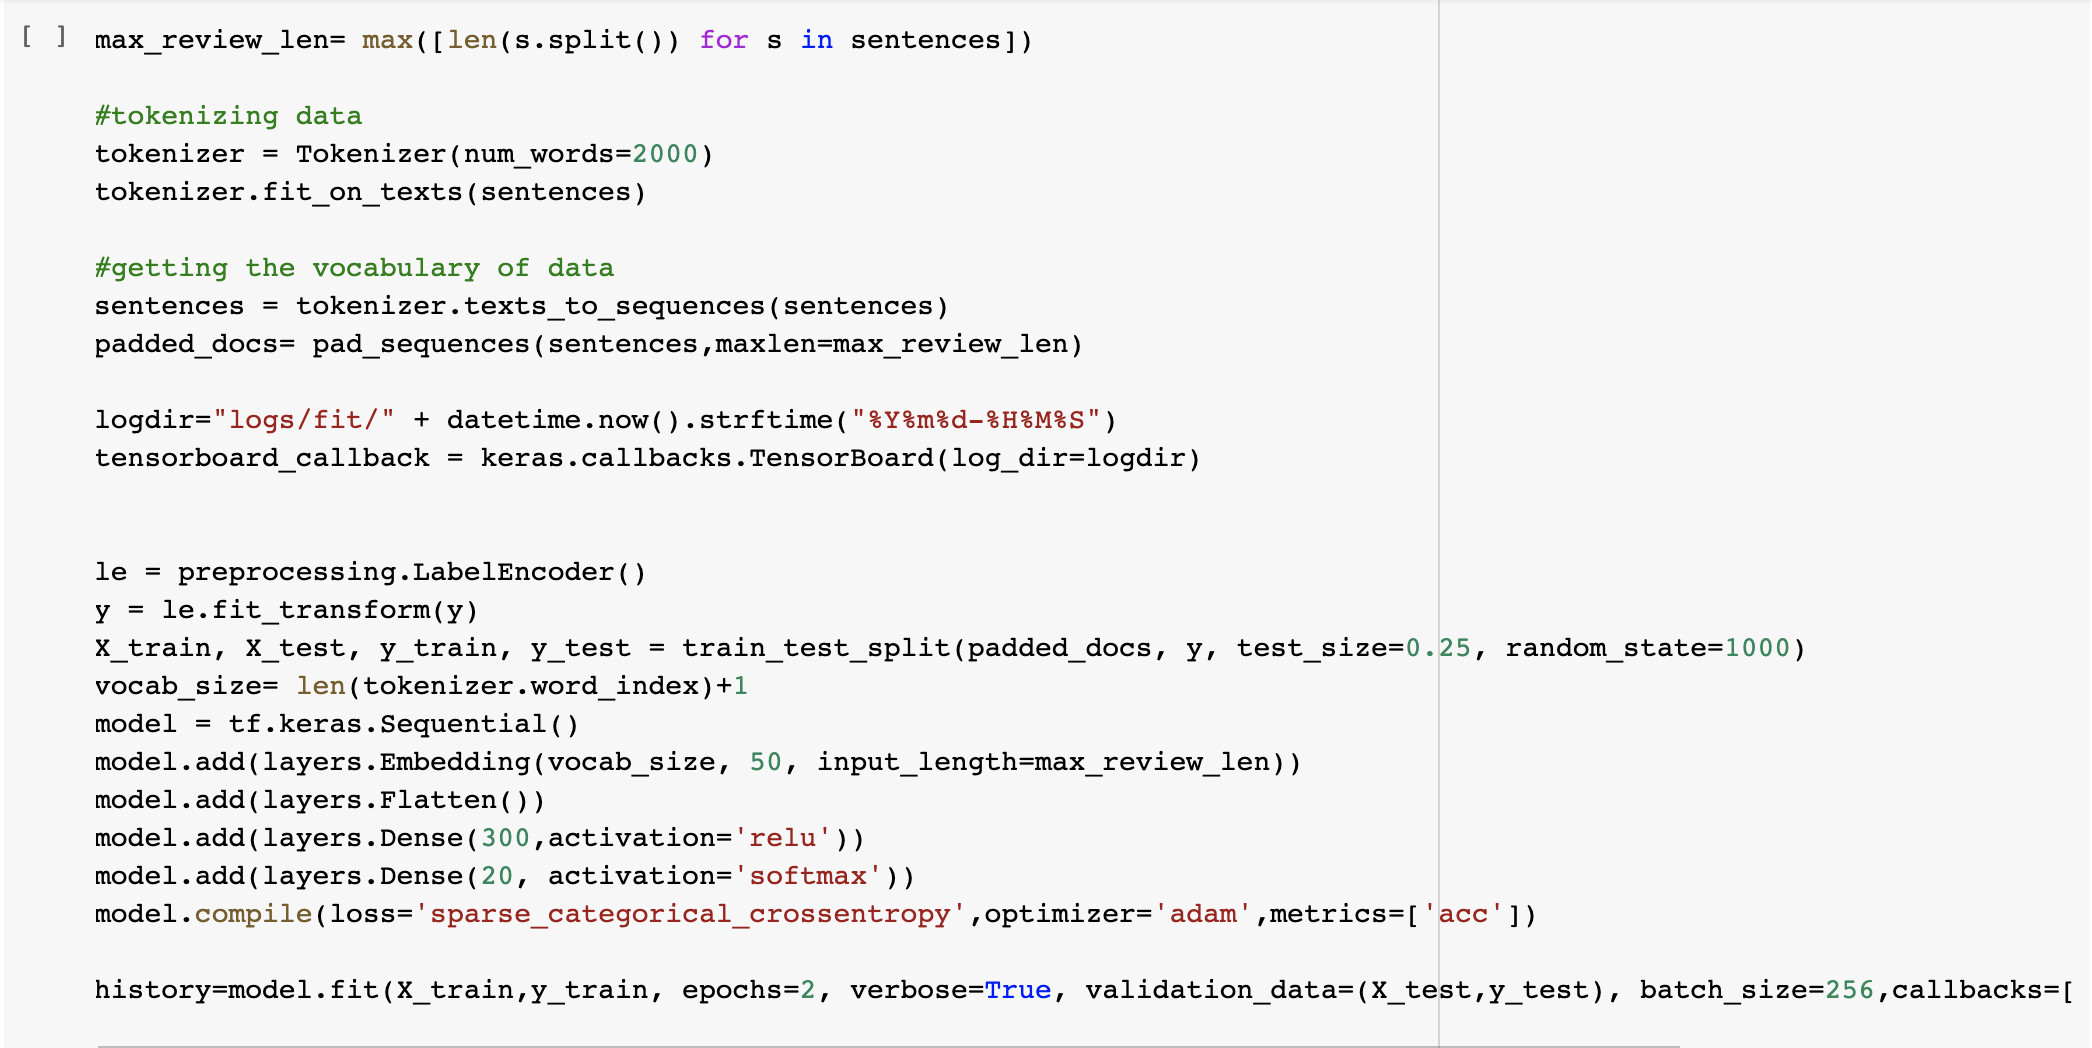 [ ] max_review_len= max([len(s.split()) for s in sentences])
#tokenizing data
tokenizer = Tokenizer(num_words=2000)
tokenizer.fit_on_texts(sentences)
#getting the vocabulary of data
sentences = tokenizer.texts_to_sequences(sentences)
padded_docs= pad_sequences(sentences,maxlen=max_review_len)
logdir="logs/fit/" + datetime.now().strftime("%Y%m%d-%H%M%S")
tensorboard_callback = keras.callbacks.TensorBoard(log_dir=logdir)
le = preprocessing.LabelEncoder()
y = le.fit_transform(y)
X_train, X_test, y_train, y_test = train_test_split(padded_docs, y, test_size=0.25, random_state=1000)
vocab_size= len(tokenizer.word_index)+1
model = tf.keras.Sequential()
model.add(layers.Embedding(vocab_size, 50, input_length=max_review_len))
model.add(layers.Flatten())
model.add(layers.Dense(300,activation='relu'))
model.add(layers.Dense(20, activation='softmax'))
model.compile(loss='sparse_categorical_crossentropy',optimizer='adam',metrics=['acc'])
history=model.fit(X_train,y_train, epochs=2, verbose=True, validation_data=(X_test,y_test), batch_size=256,callbacks=[